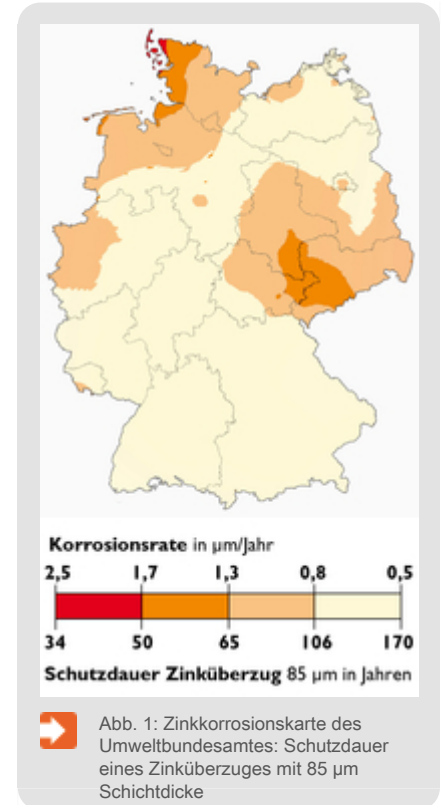 Korrosionsrate in µm/Jahr
2,5 1,7 1,3 0,8 0,5
34 50 65 106 170
Schutzdauer Zinküberzug 85 µm in Jahren
Abb. 1: Zinkkorrosionskarte des
Umweltbundesamtes: Schutzdauer
eines Zinküberzuges mit 85 µm
Schichtdicke